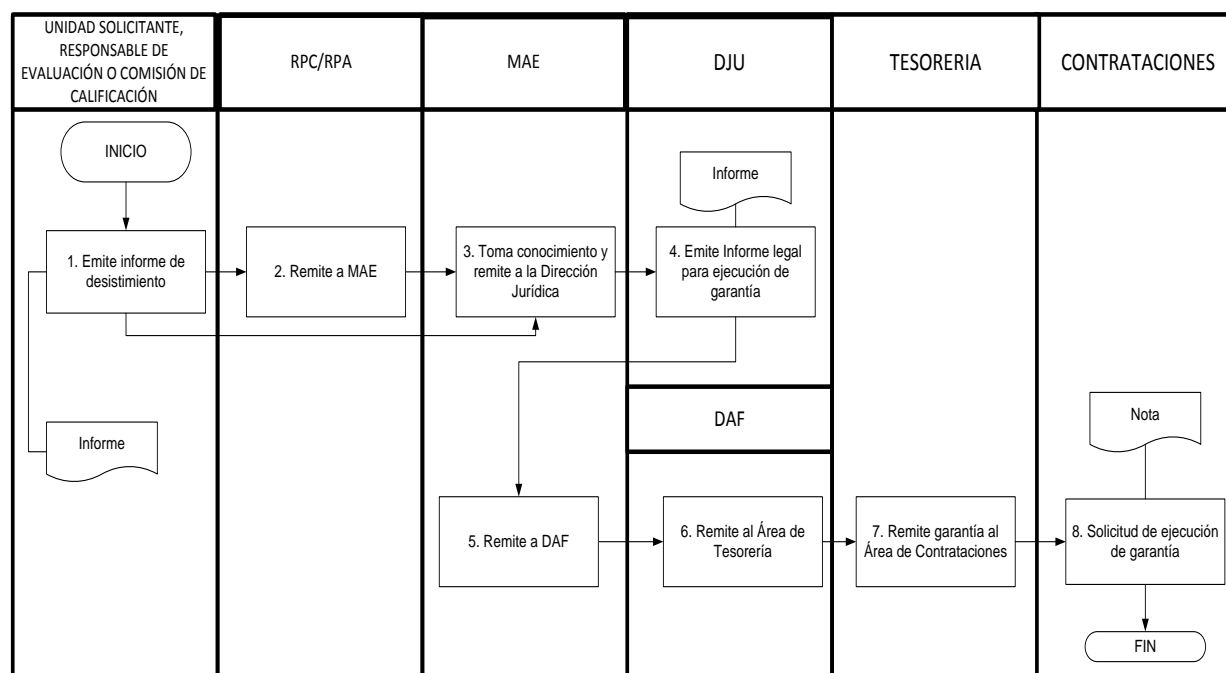 UNIDAD SOLICITANTE,
RESPONSABLE DE
EVALUACIÓN O COMISIÓN DE
CALIFICACIÓN
RPC/RPA
MAE
DJU
TESORERIA
CONTRATACIONES
INICIO
Informe
1. Emite informe de
desistimiento
2. Remite a MAE
3. Toma conocimiento y
remite a la Dirección
Jurídica
4. Emite Informe legal
para ejecución de
garantía
Informe
DAF
Nota
5. Remite a DAF
6. Remite al Área de
Tesorería
7. Remite garantía al
Área de Contrataciones
8. Solicitud de ejecución
de garantía
FIN